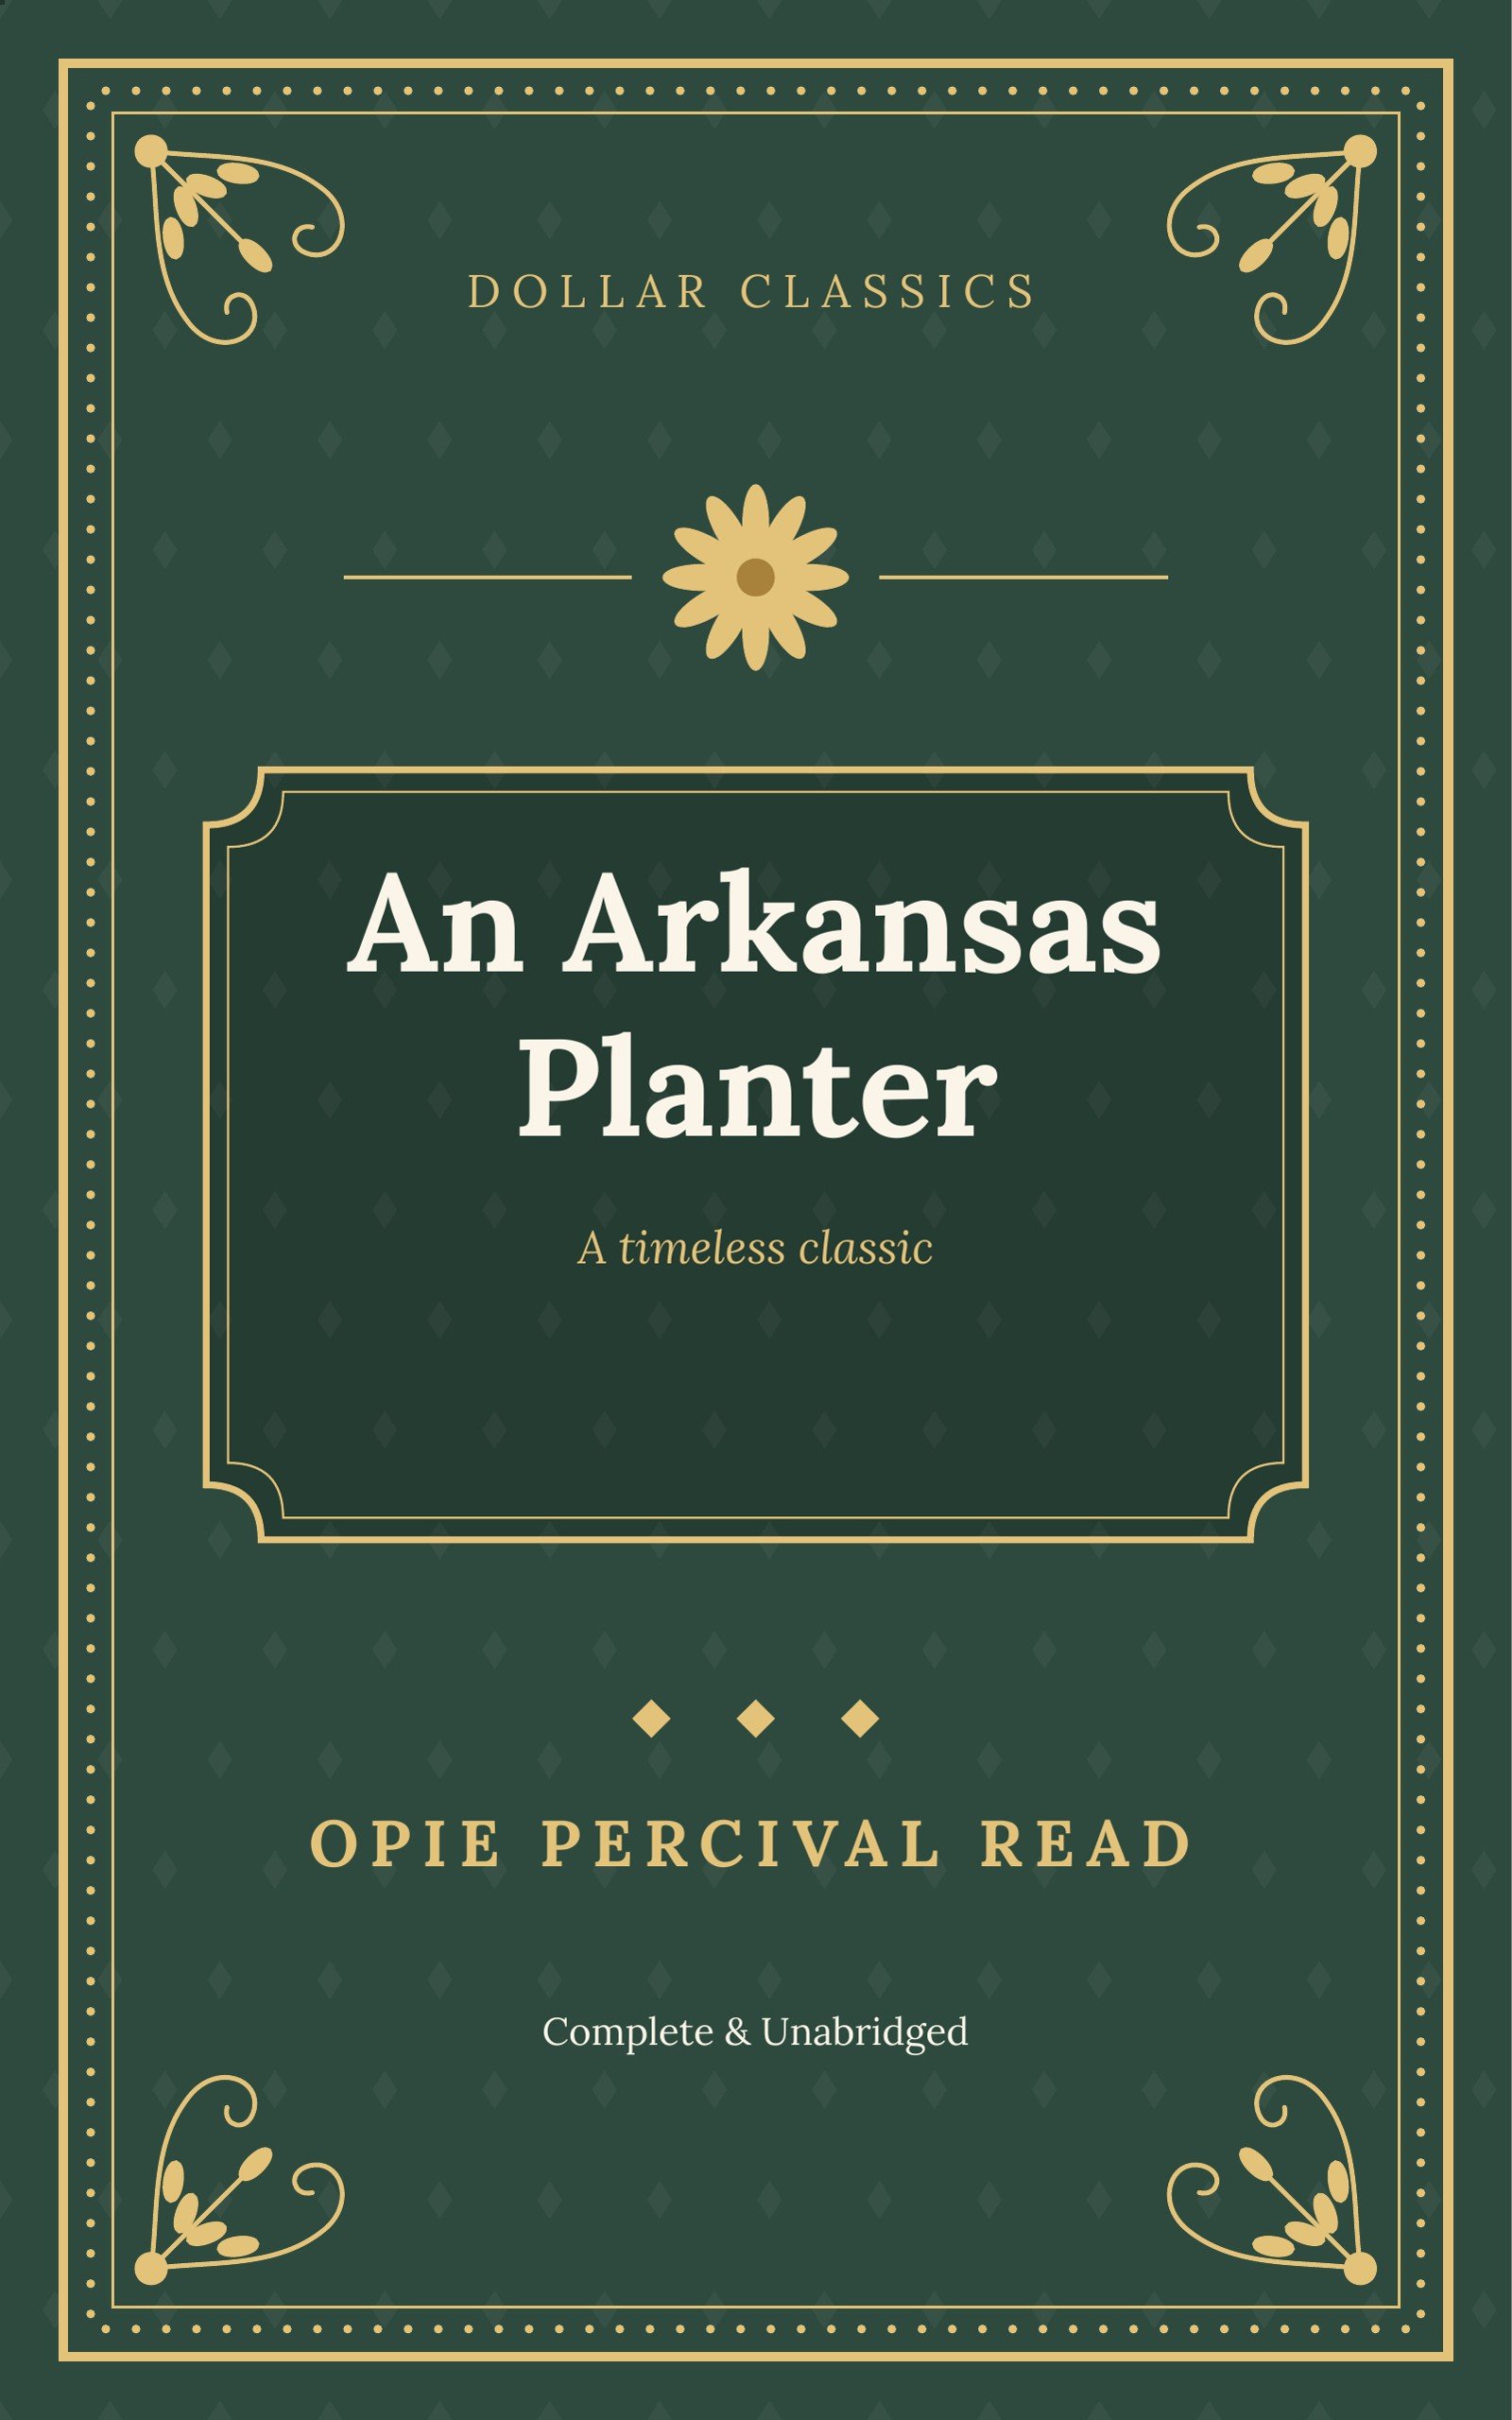 DOLLAR CLASSICS
An Arkansas
Planter
A timeless classic
OPIE PERCIVAL READ
Complete & Unabridged